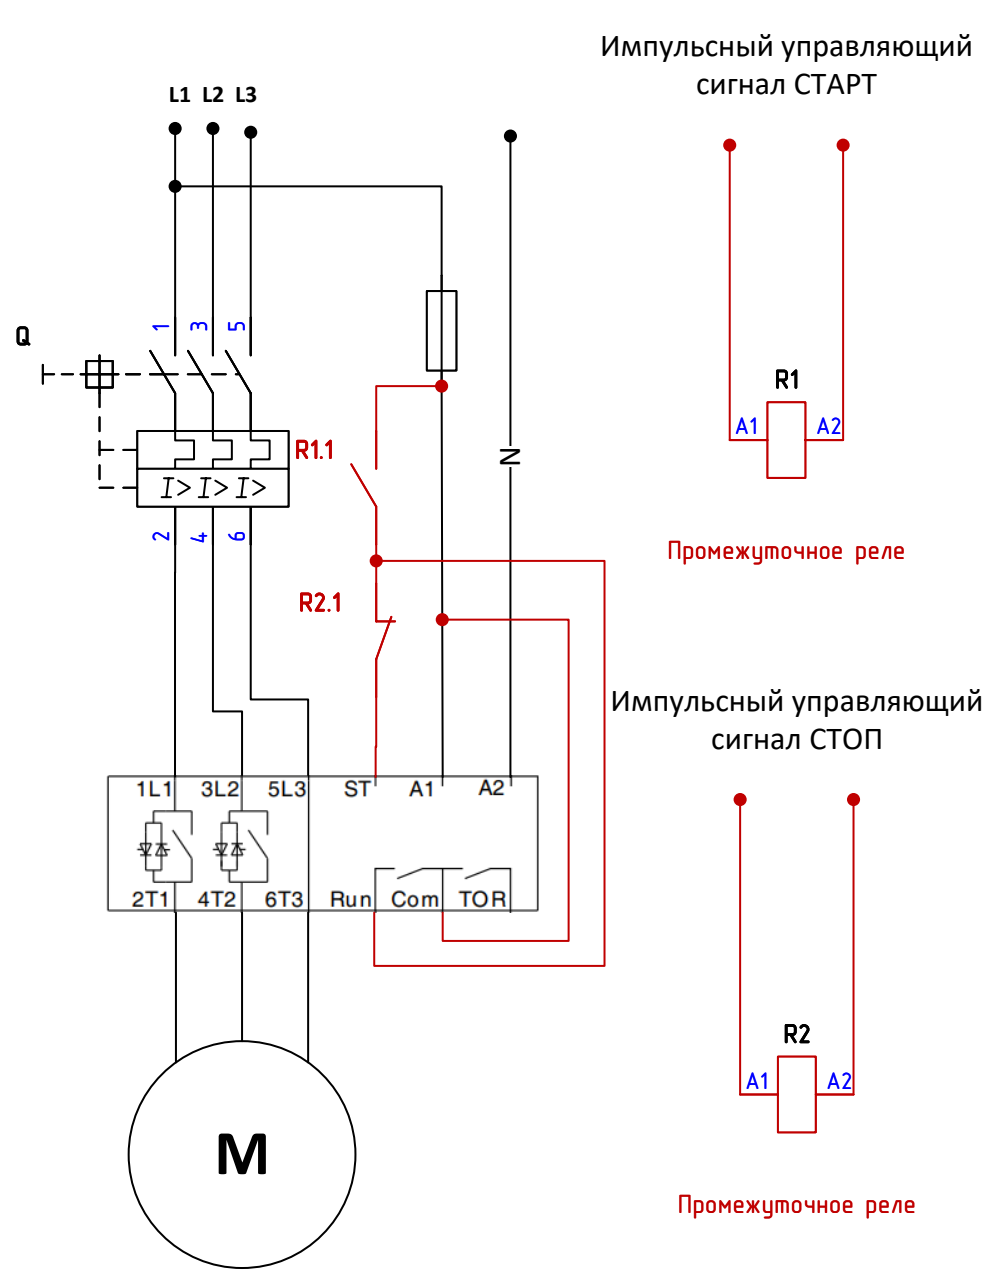 Импульсный управляющий
сигнал СТАРТ
L1 L2 L3
Q
1 3 5
R1
A1 A2
R1.1
I> I> I>
N
2 4 6
Промежуточное реле
R2.1
Импульсный управляющий
сигнал СТОП
1L1 3L2 5L3 ST A1 A2
2T1 4T2 6T3 Run Com TOR
R2
A1 A2
M
Промежуточное реле